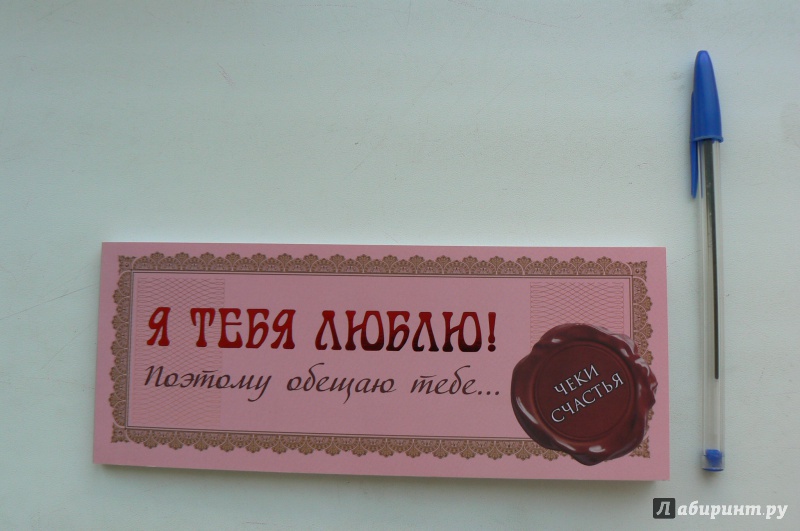 Я ТЕБЯ ЛЮБЛЮ!
Поэтому обещаю тебе...
ЧЕКИ
СЧАСТЬЯ
Лабиринт.ру